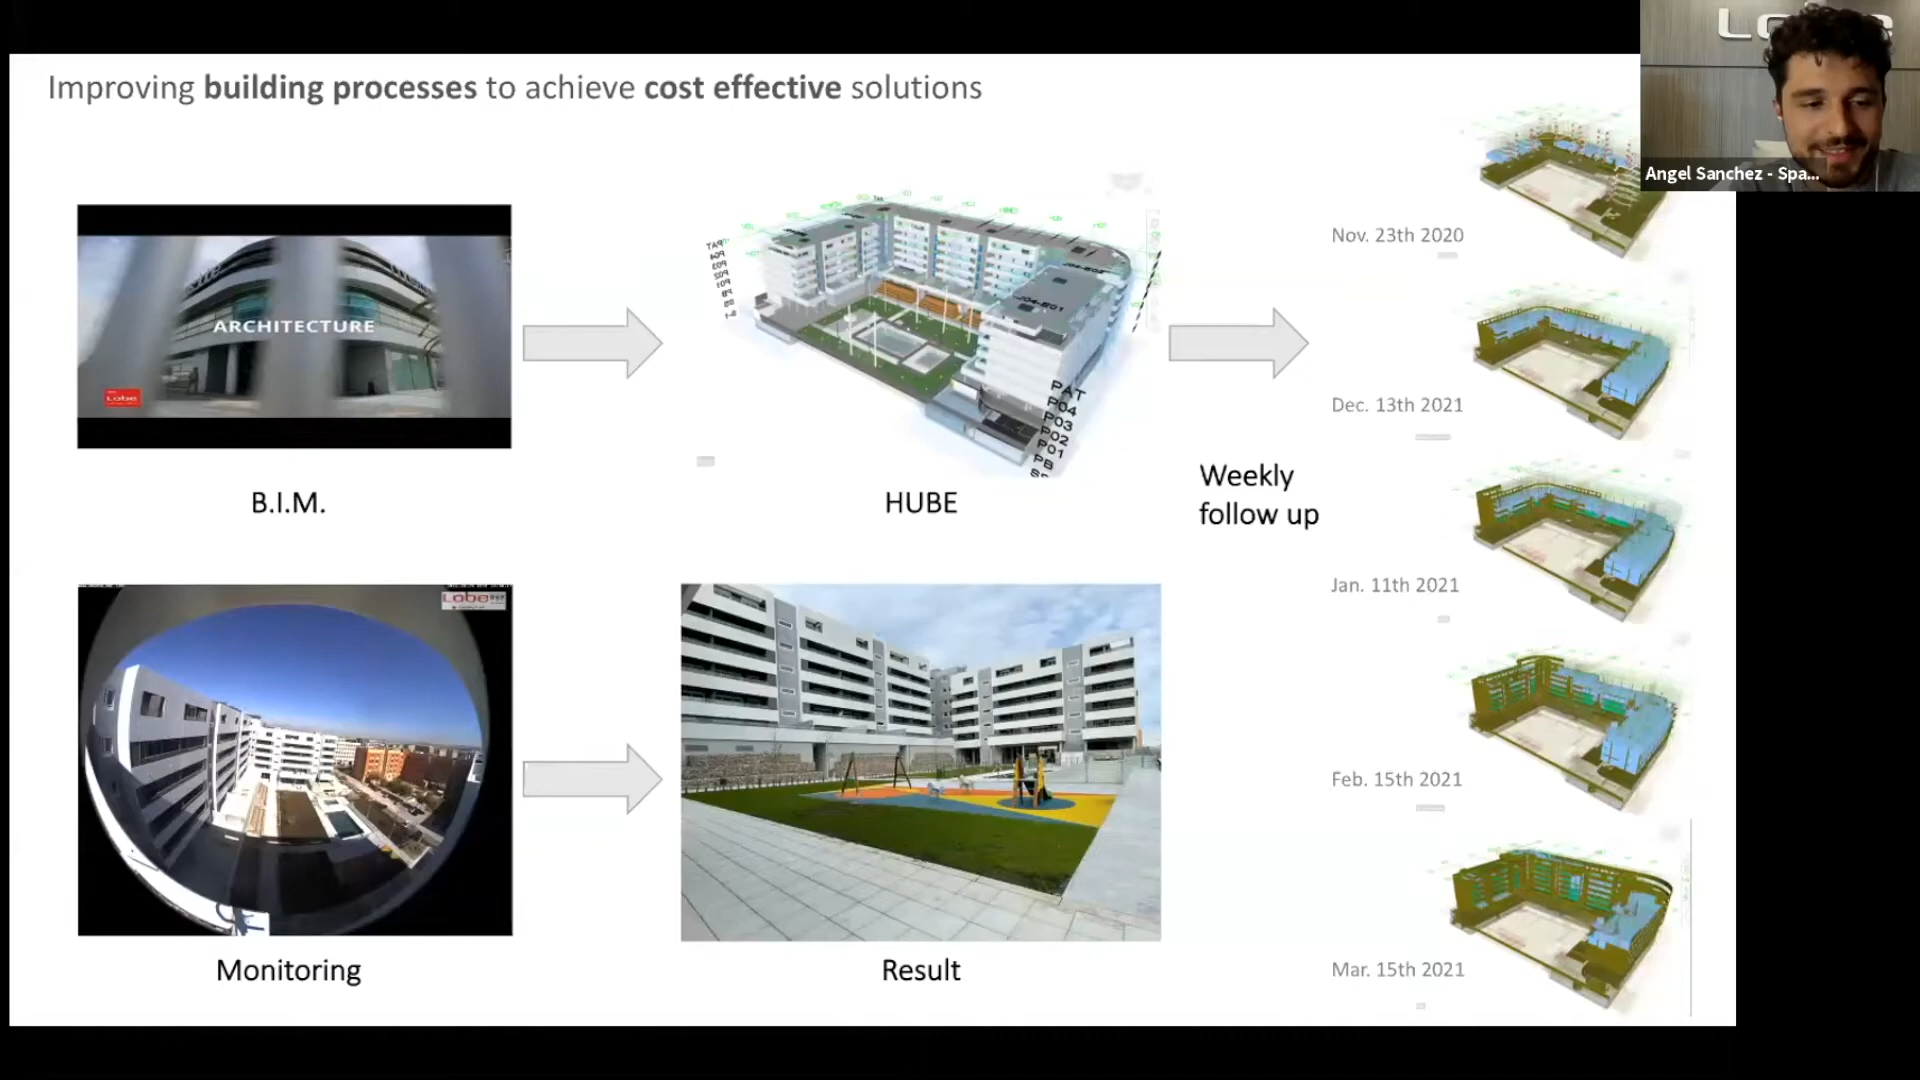 Improving building processes to achieve cost effective solutions
Angel Sanchez - Spa...
Nov. 23th 2020
ARCHITECTURE
Lobe
PAT
P04
P03
P02
P01
PB
Dec. 13th 2021
Weekly
follow up
B.I.M.
HUBE
Jan. 11th 2021
Lobe
Feb. 15th 2021
Monitoring
Result
Mar. 15th 2021